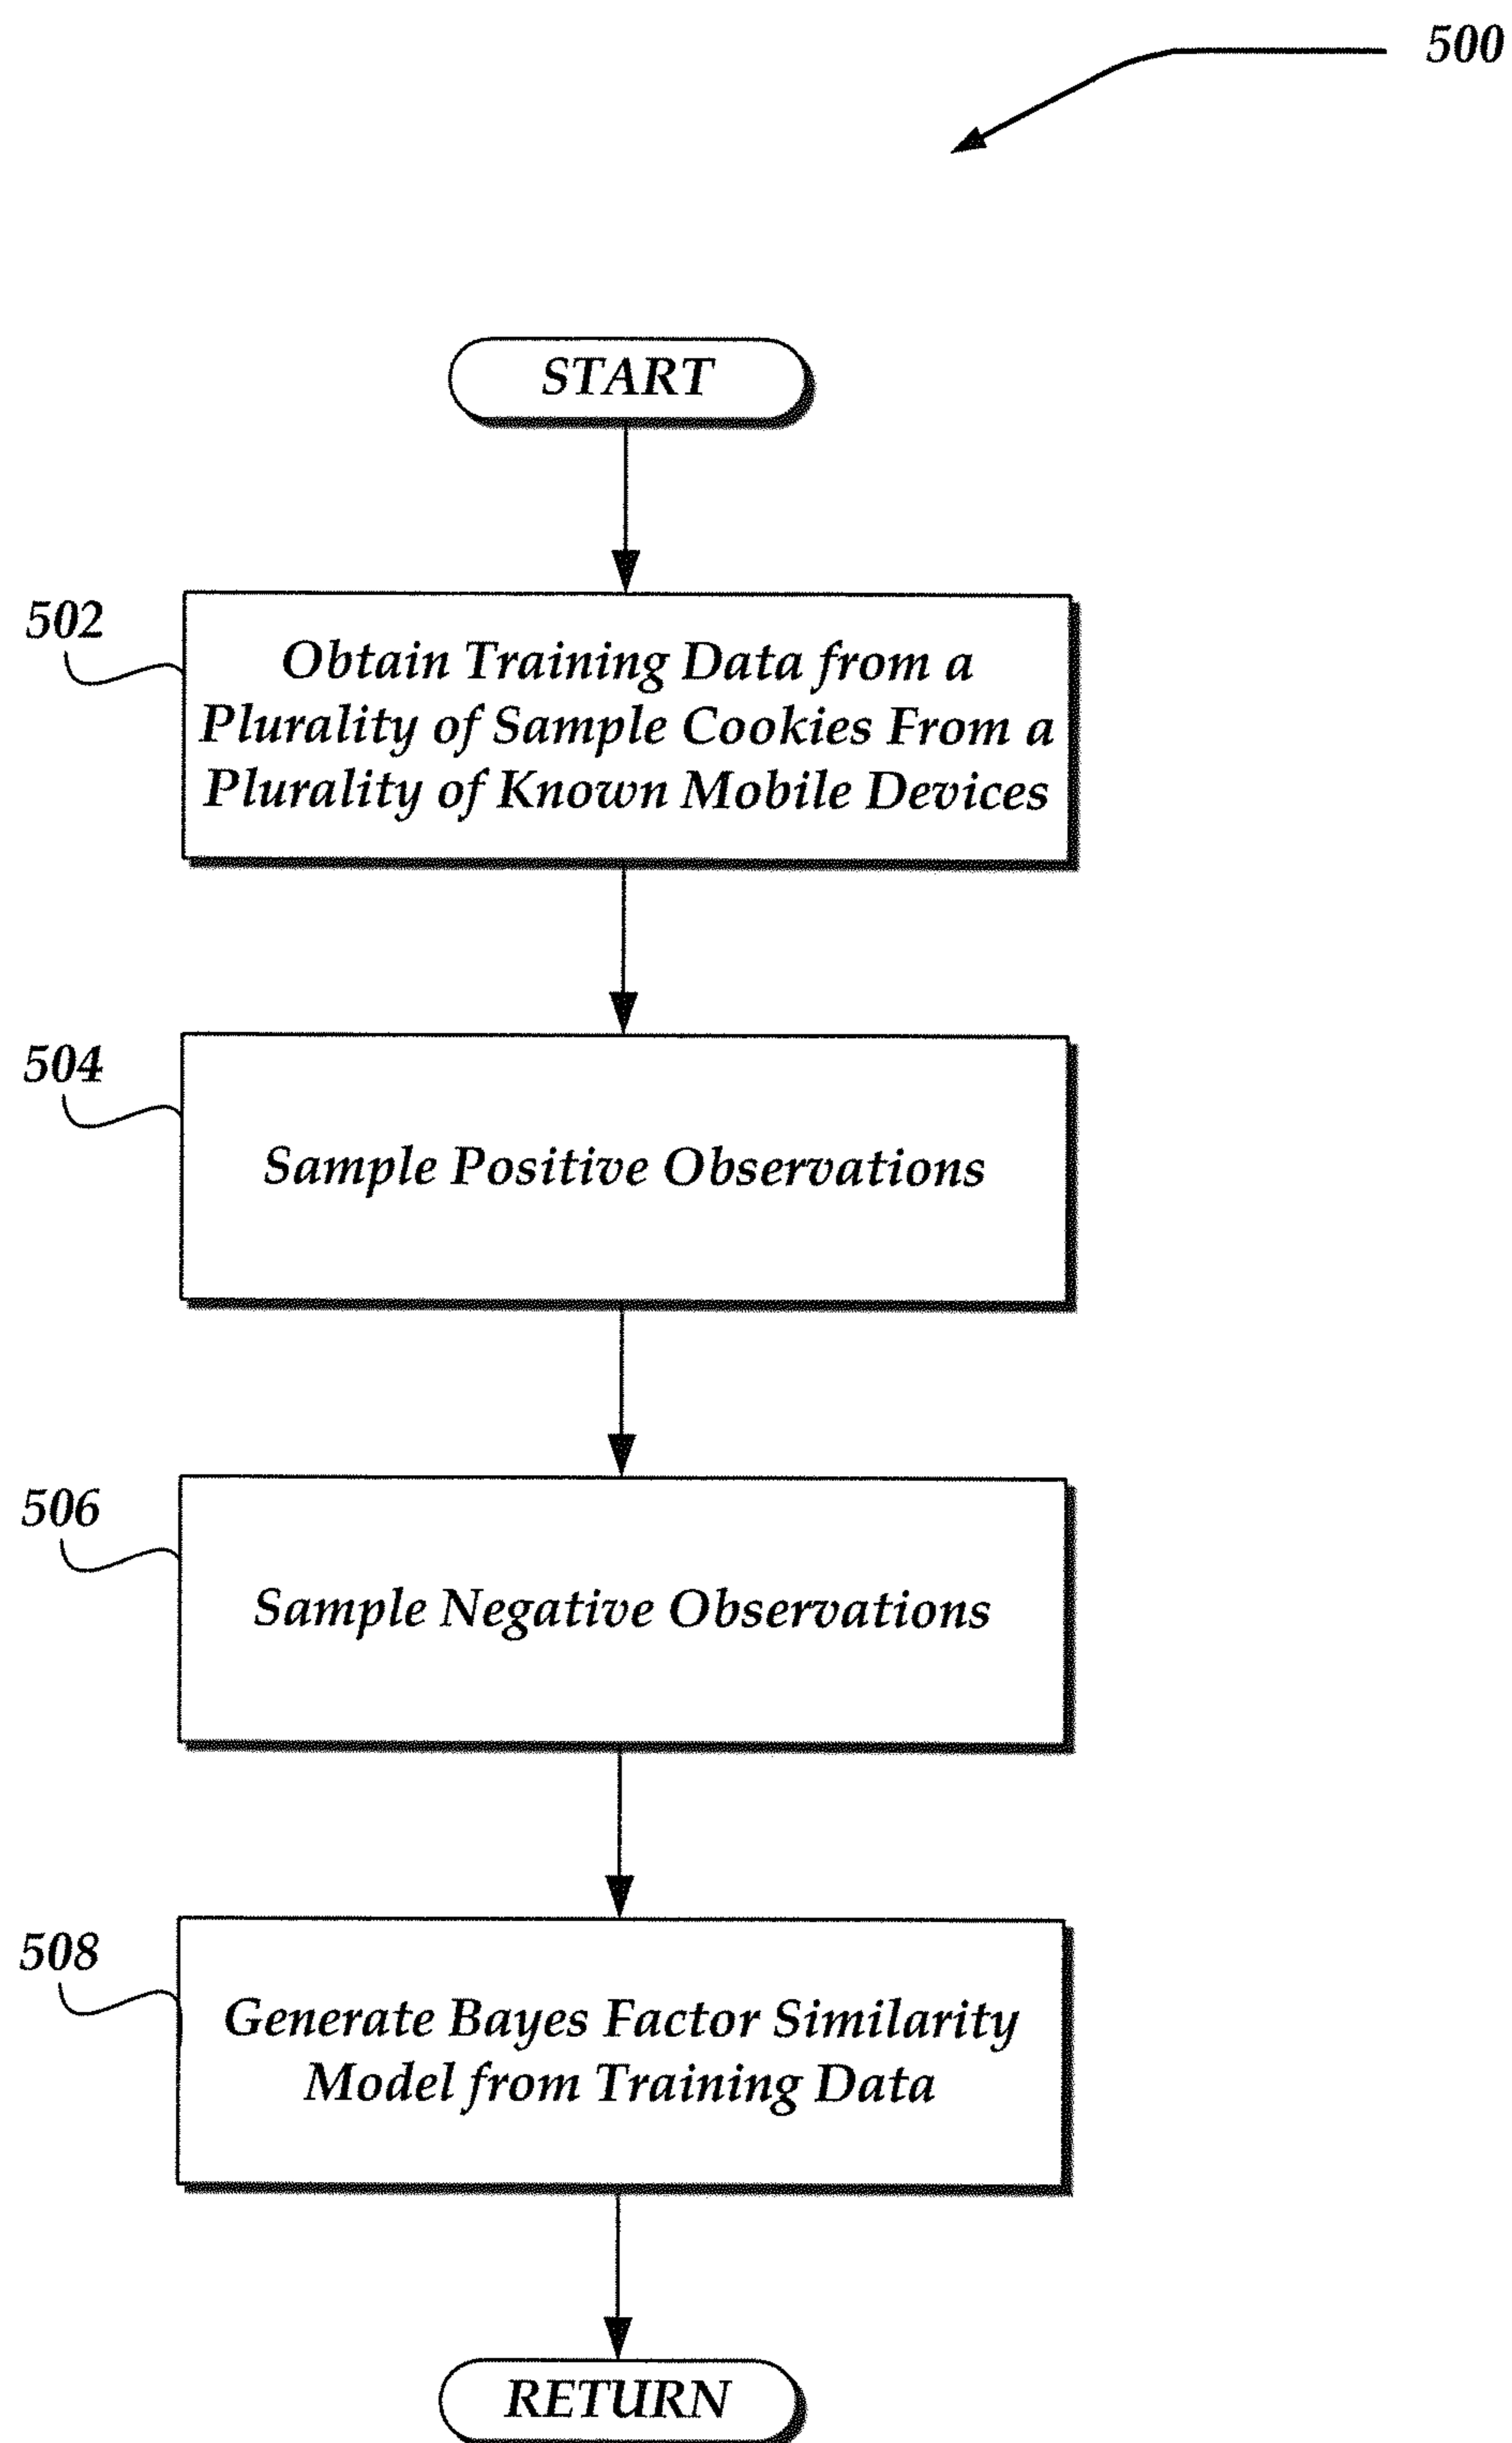 500
START
502
Obtain Training Data from a
Plurality of Sample Cookies From a
Plurality of Known Mobile Devices
504
Sample Positive Observations
506
Sample Negative Observations
508
Generate Bayes Factor Similarity
Model from Training Data
RETURN